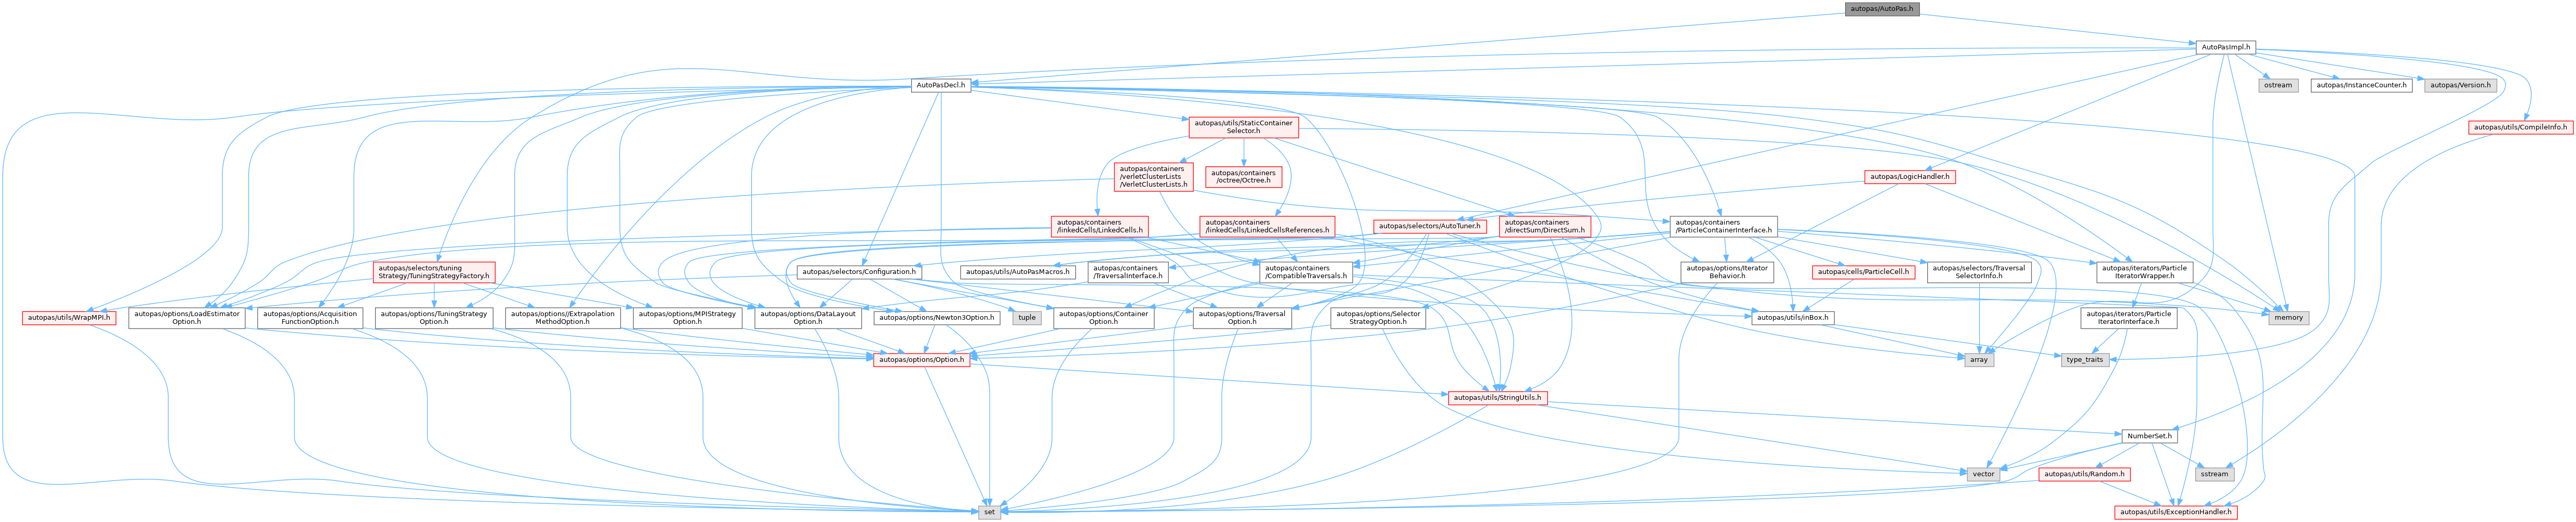 autopas/AutoPas.h
AutoPasImpl.h
AutoPasDecl.h
ostream
autopas/InstanceCounter.h
autopas/Version.h
autopas/utils/StaticContainer
Selector.h
autopas/utils/CompileInfo.h
autopas/containers
/verletClusterLists
/VerletClusterLists.h
autopas/containers
/octree/Octree.h
autopas/LogicHandler.h
autopas/containers
/linkedCells/LinkedCells.h
autopas/containers
/linkedCells/LinkedCellsReferences.h
autopas/selectors/AutoTuner.h
autopas/containers
/directSum/DirectSum.h
autopas/containers
/ParticleContainerInterface.h
autopas/selectors/tuning
Strategy/TuningStrategyFactory.h
autopas/selectors/Configuration.h
autopas/utils/AutoPasMacros.h
autopas/containers
/TraversalInterface.h
autopas/containers
/CompatibleTraversals.h
autopas/options/Iterator
Behavior.h
autopas/cells/ParticleCell.h
autopas/selectors/Traversal
SelectorInfo.h
autopas/iterators/Particle
IteratorWrapper.h
autopas/utils/WrapMPI.h
autopas/options/LoadEstimator
Option.h
autopas/options/Acquisition
FunctionOption.h
autopas/options/TuningStrategy
Option.h
autopas/options//Extrapolation
MethodOption.h
autopas/options/MPIStrategy
Option.h
autopas/options/DataLayout
Option.h
autopas/options/Newton3Option.h
tuple
autopas/options/Container
Option.h
autopas/options/Traversal
Option.h
autopas/options/Selector
StrategyOption.h
autopas/utils/inBox.h
autopas/iterators/Particle
IteratorInterface.h
memory
autopas/options/Option.h
array
type_traits
autopas/utils/StringUtils.h
NumberSet.h
vector
autopas/utils/Random.h
sstream
set
autopas/utils/ExceptionHandler.h